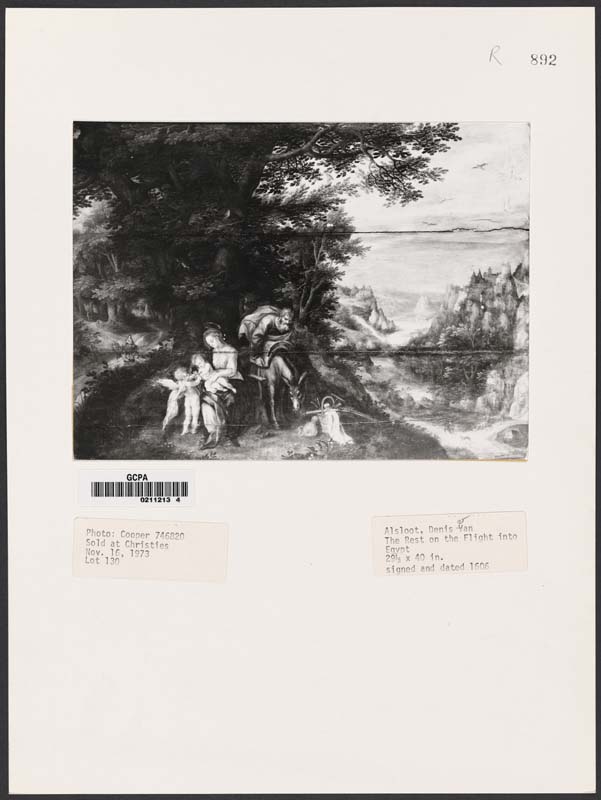 R 892
GCPA
0211213 4
Photo: Cooper 746820
Sold at Christies
Nov. 16, 1973
Lot 130
Alsloot, Denis Van
The Rest on the Flight into
Egypt
29½ x 40 in.
signed and dated 1606